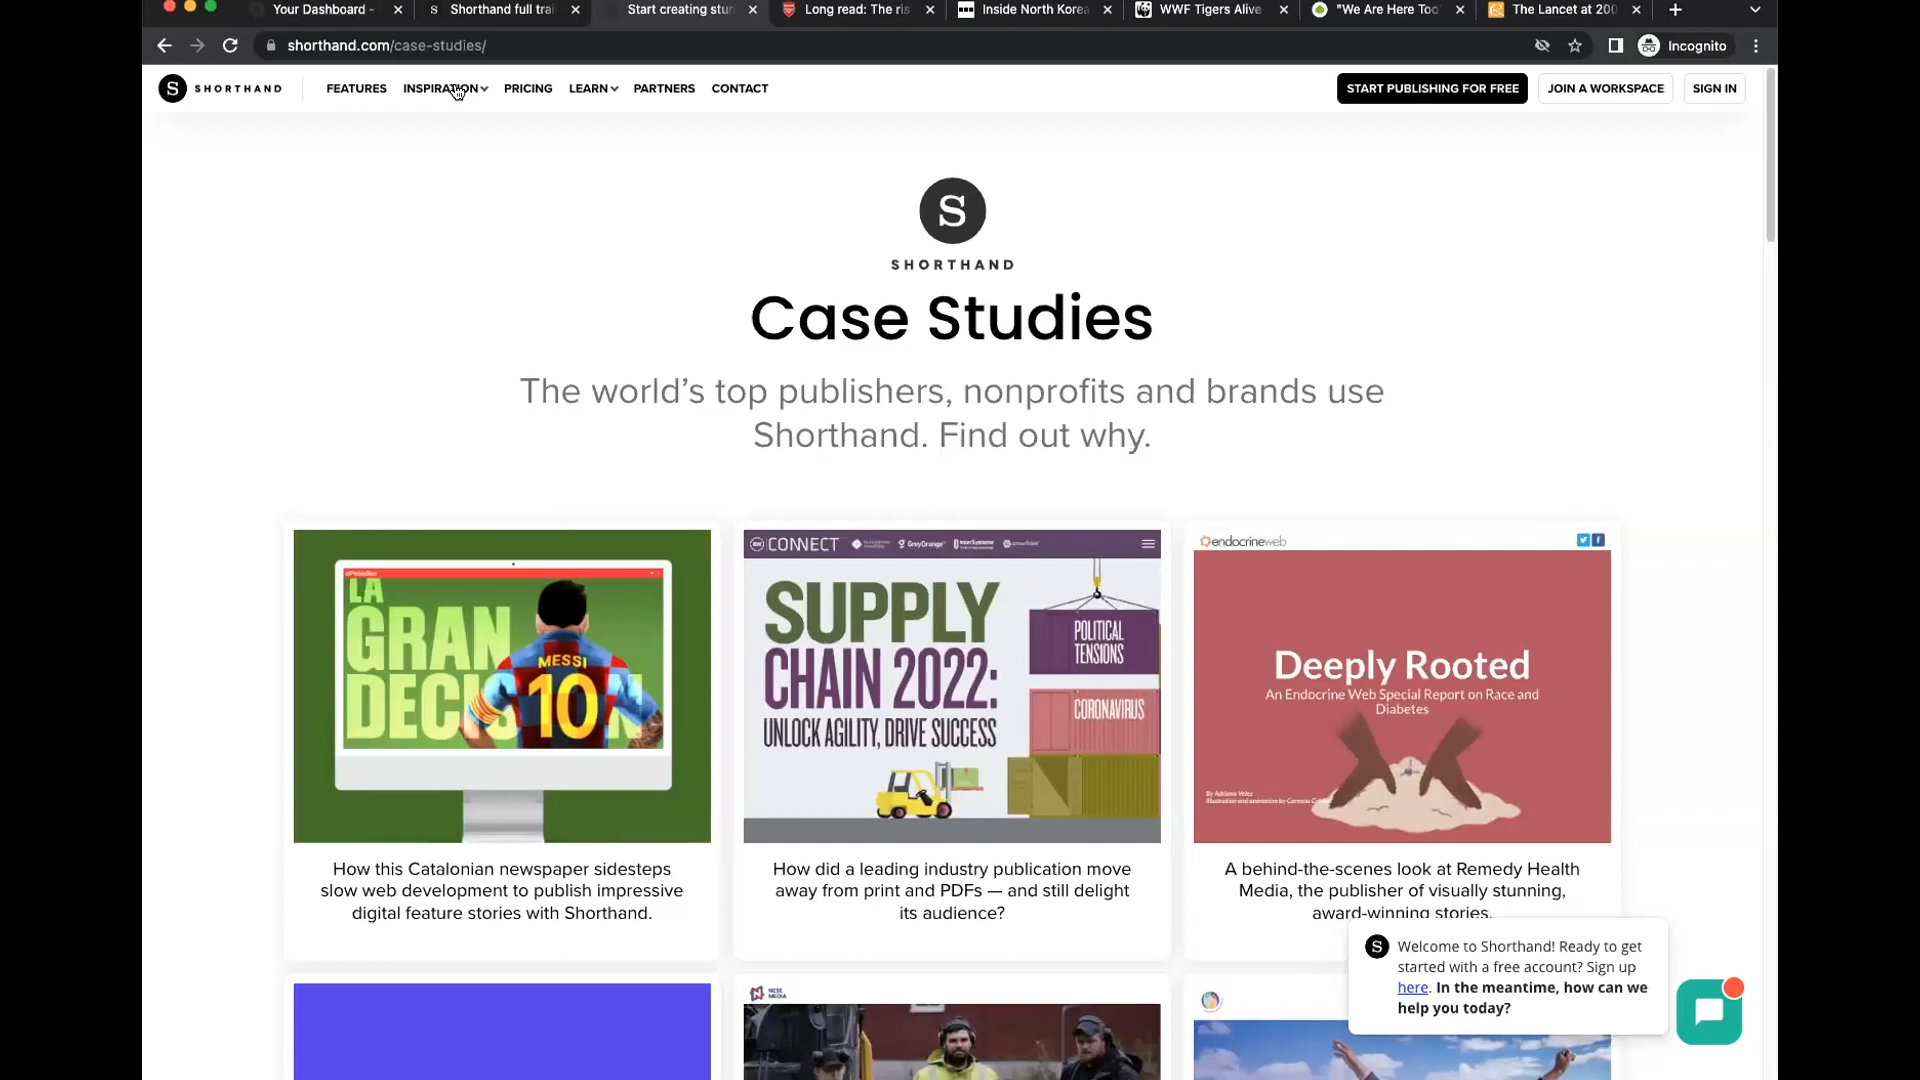 Your Dashboard -
Shorthand full trai
Start creating stun
Long read: The ris
Inside North Korea
WWF Tigers Alive
"We Are Here Too"
The Lancet at 200
shorthand.com/case-studies/
Incognito
S SHORTHAND
FEATURES
INSPIRATION
PRICING
LEARN
PARTNERS
CONTACT
START PUBLISHING FOR FREE
JOIN A WORKSPACE
SIGN IN
S
SHORTHAND
Case Studies
The world's top publishers, nonprofits and brands use
Shorthand. Find out why.
LA
GRAN
DECISIÓN
MESSI
10
CONNECT
GreyOrange
SUPPLY
CHAIN 2022:
UNLOCK AGILITY, DRIVE SUCCESS
POLITICAL
TENSIONS
CORONAVIRUS
endocrineweb
Deeply Rooted
An Endocrine Web Special Report on Race and
Diabetes
By Adriana Velez
How this Catalonian newspaper sidesteps
slow web development to publish impressive
digital feature stories with Shorthand.
How did a leading industry publication move
away from print and PDFs — and still delight
its audience?
A behind-the-scenes look at Remedy Health
Media, the publisher of visually stunning,
award-winning stories.
S
Welcome to Shorthand! Ready to get
started with a free account? Sign up
here. In the meantime, how can we
help you today?